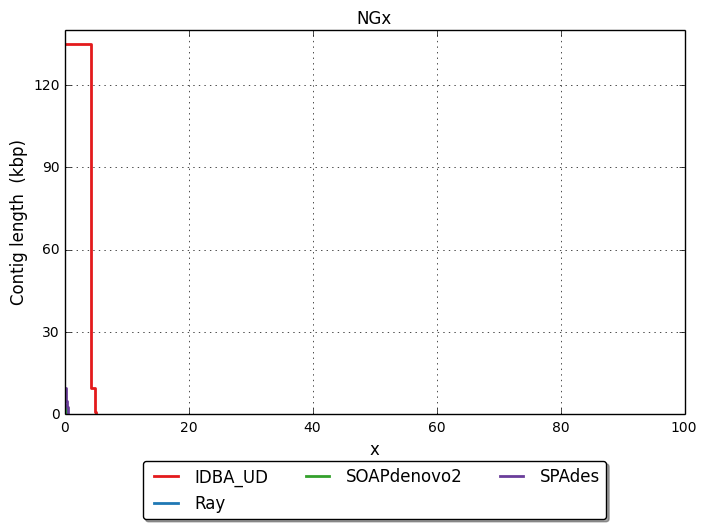 NGx
Contig length (kbp)
120
90
60
30
0
0 20 40 60 80 100
x
IDBA_UD SOAPdenovo2 SPAdes
Ray